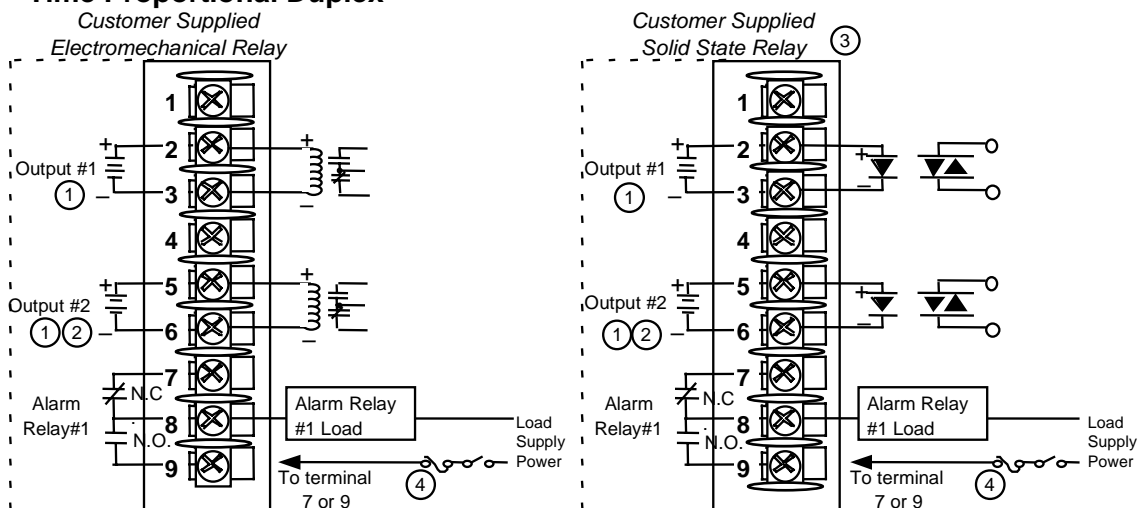 Time Proportional Duplex
Customer Supplied
Electromechanical Relay
1
2
3
4
5
6
7
8
9
+
Output #1
1
–
+
–
+
Output #2
1 2
–
+
–
N.C
Alarm
Relay#1
N.O.
Alarm Relay
#1 Load
Load
Supply
Power
To terminal
7 or 9
4
Customer Supplied
Solid State Relay
3
1
2
3
4
5
6
7
8
9
+
Output #1
1
–
+
–
+
Output #2
1 2
–
+
–
N.C
Alarm
Relay#1
N.O.
Alarm Relay
#1 Load
Load
Supply
Power
To terminal
7 or 9
4